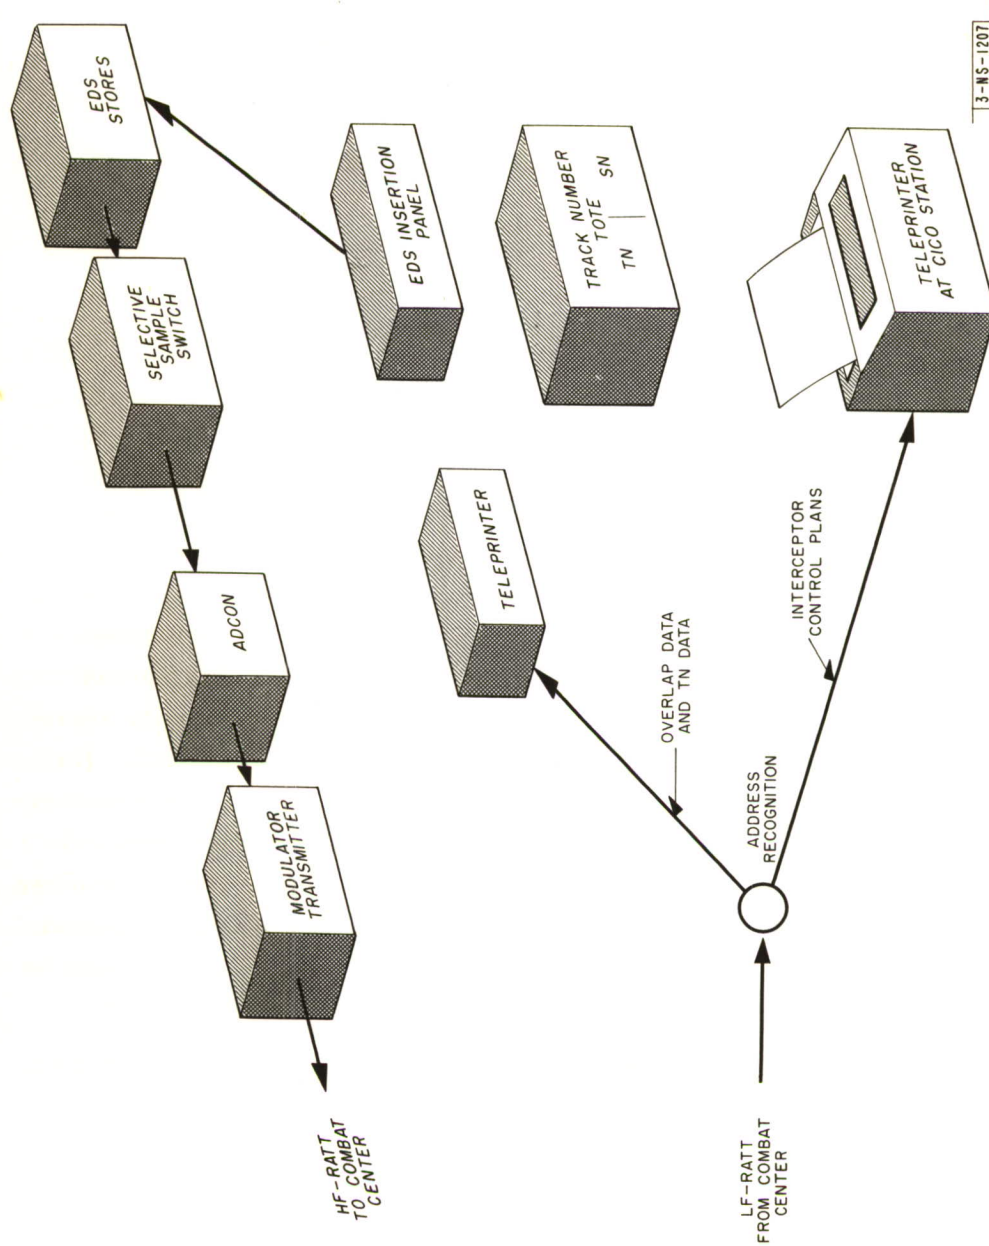 EDS
STORES
SELECTIVE
SAMPLE
SWITCH
ADCON
MODULATOR
TRANSMITTER
HF-RATT
TO COMBAT
CENTER
EDS INSERTION
PANEL
TRACK NUMBER
TOTE
TN
SN
TELEPRINTER
TELEPRINTER
AT CICO STATION
OVERLAP DATA
AND TN DATA
INTERCEPTOR
CONTROL PLANS
ADDRESS
RECOGNITION
LF-RATT
FROM COMBAT
CENTER
3-NS-1207